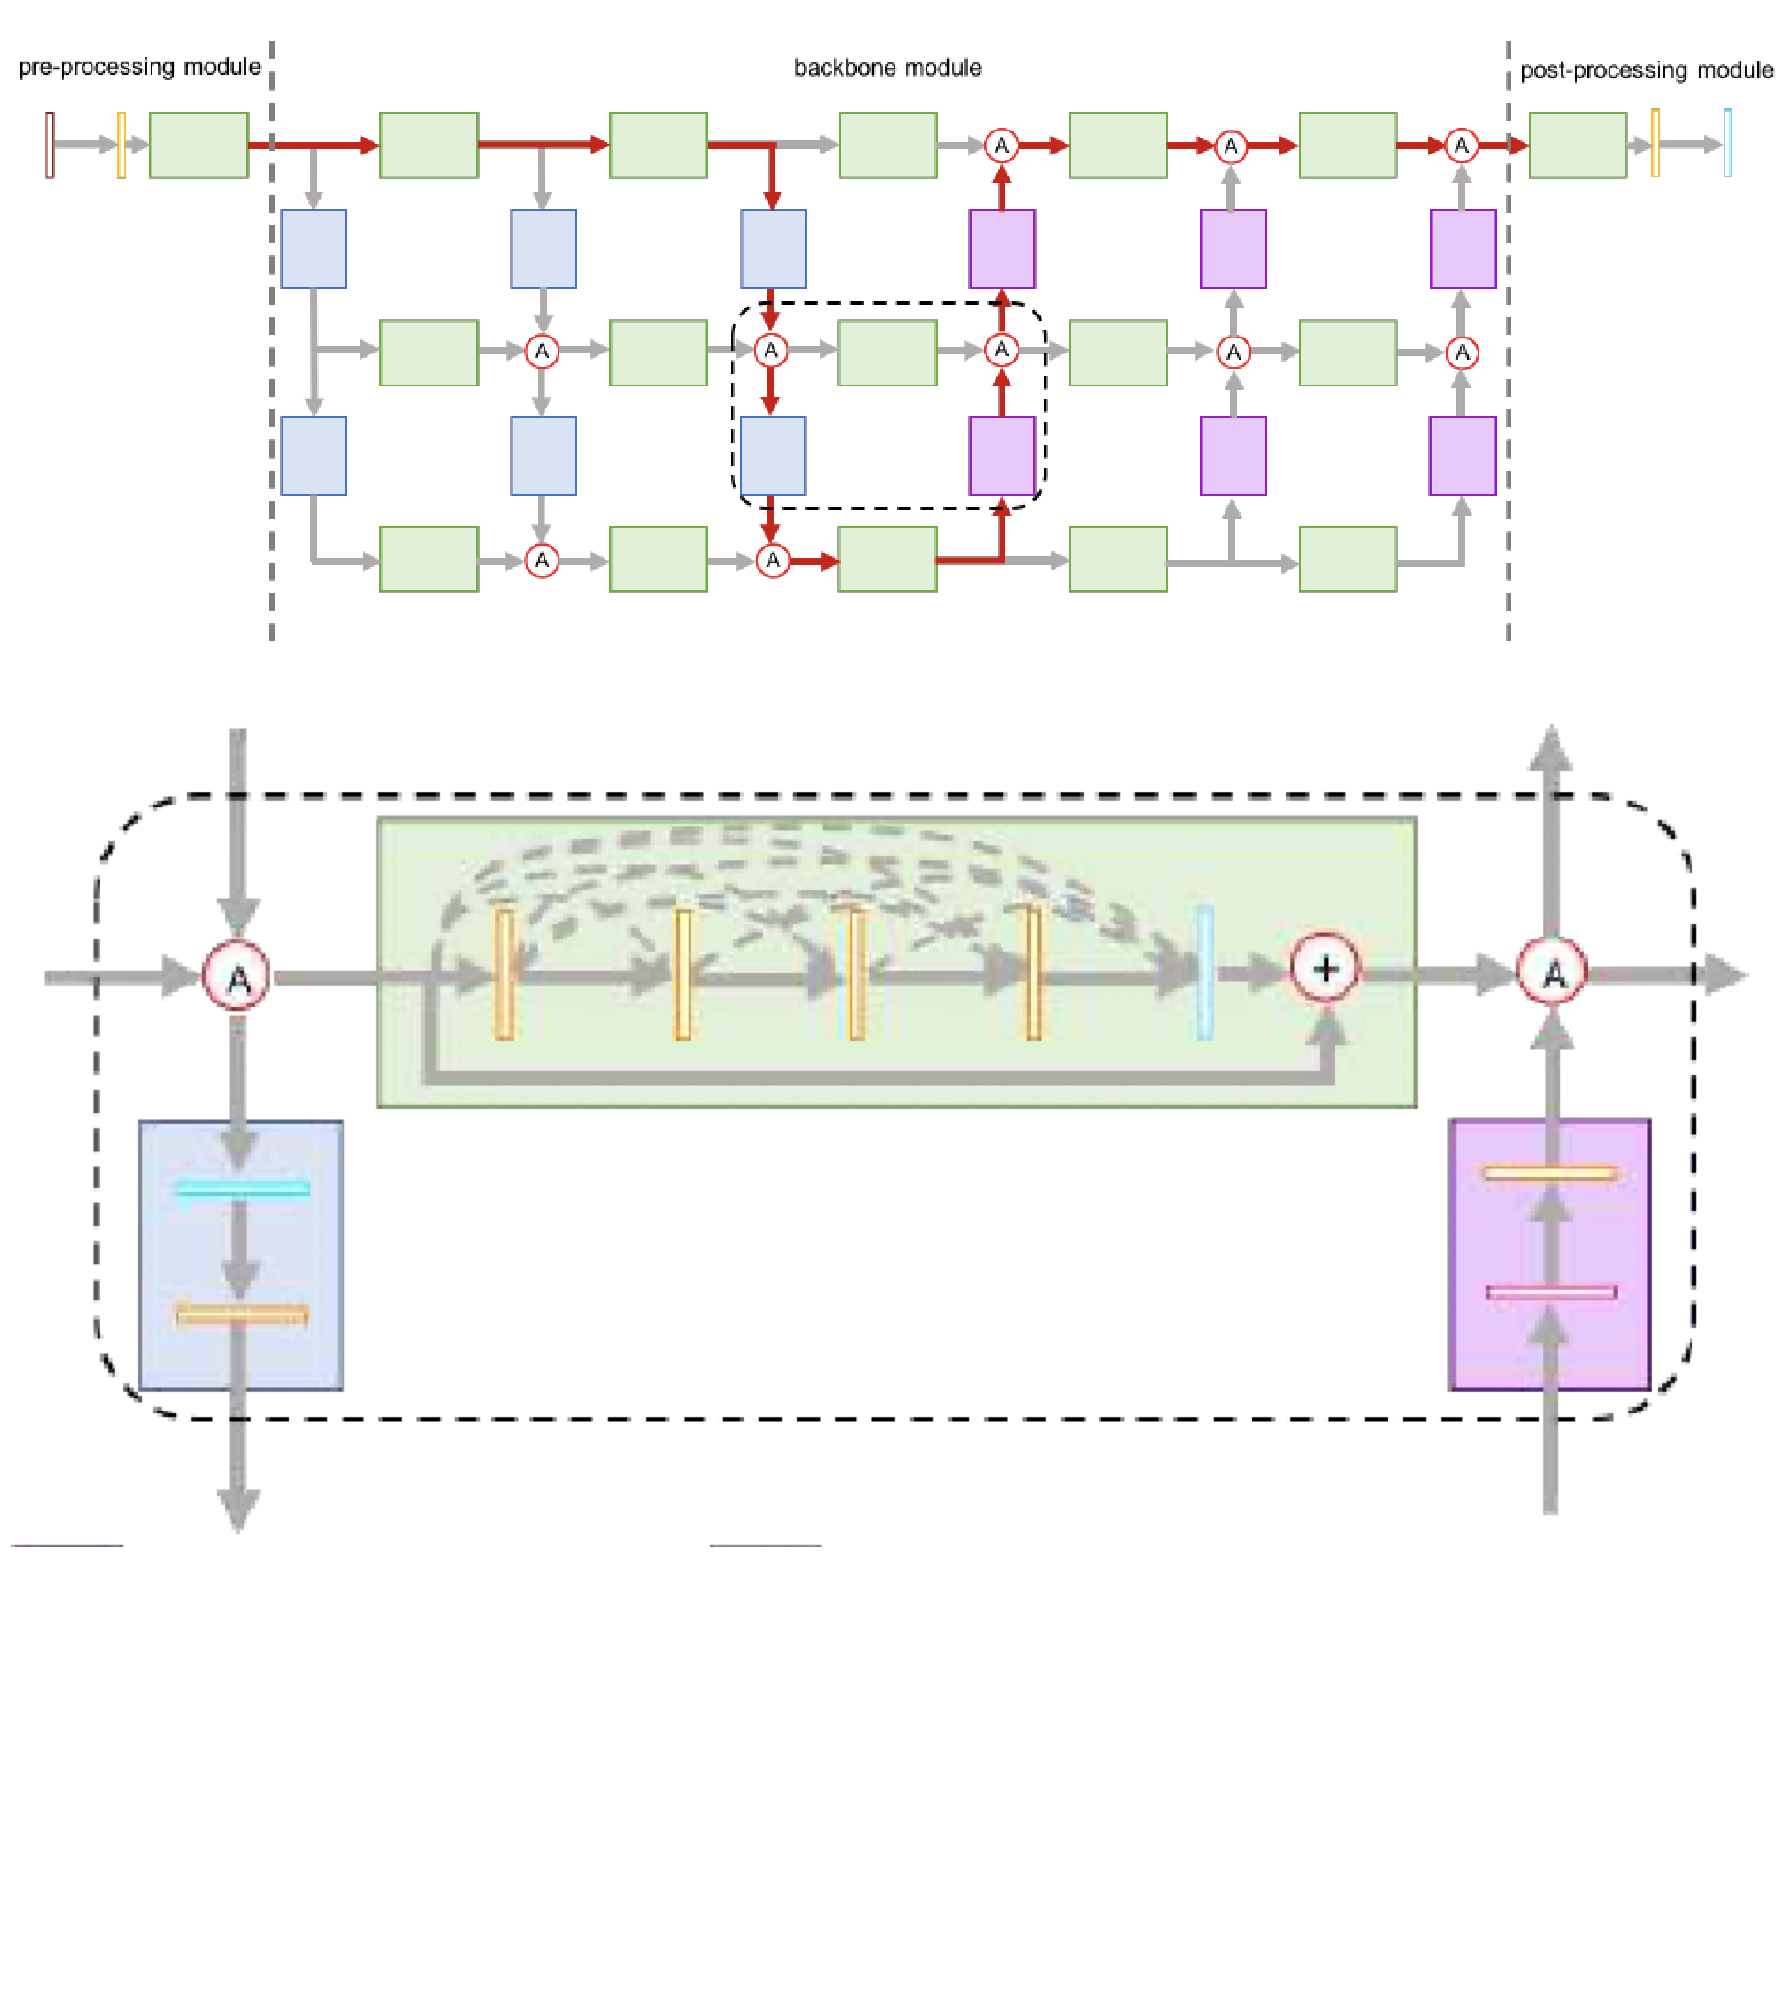 pre-processing module
backbone module
post-processing module
A A A
A A A A A
A A
A + A